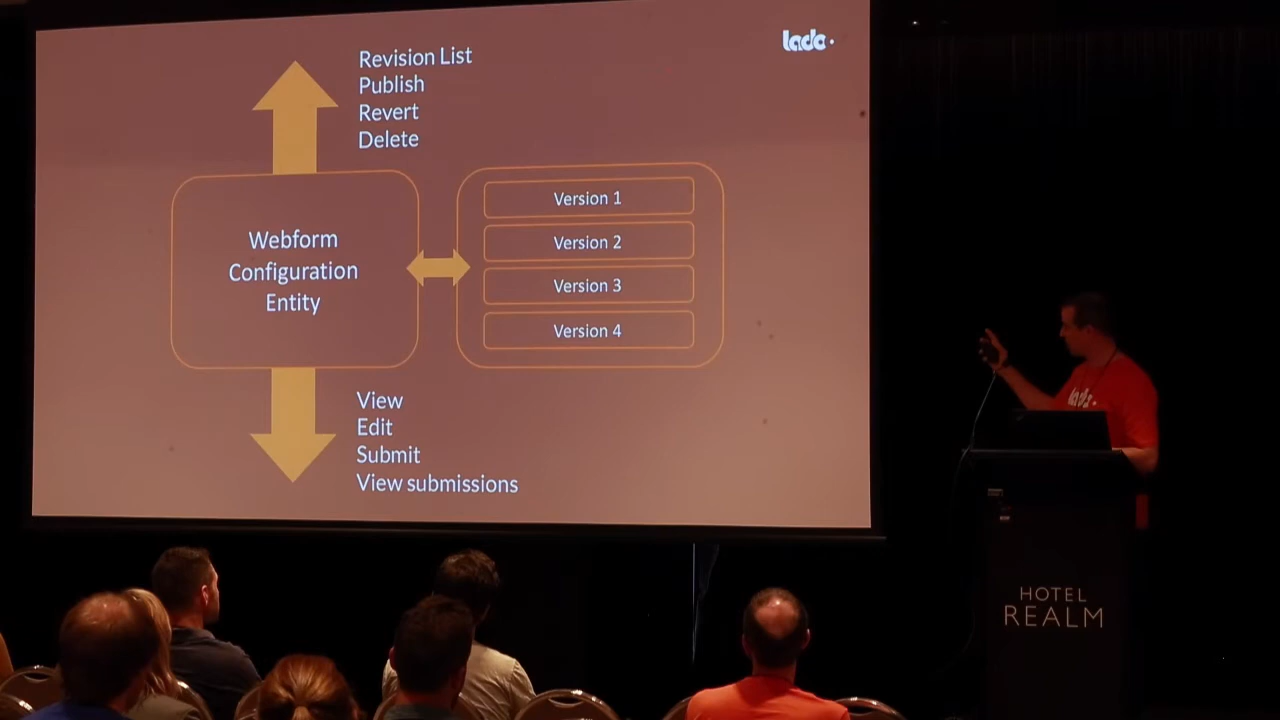 lada.
Revision List
Publish
Revert
Delete
Webform
Configuration
Entity
Version 1
Version 2
Version 3
Version 4
View
Edit
Submit
View submissions
HOTEL
REALM